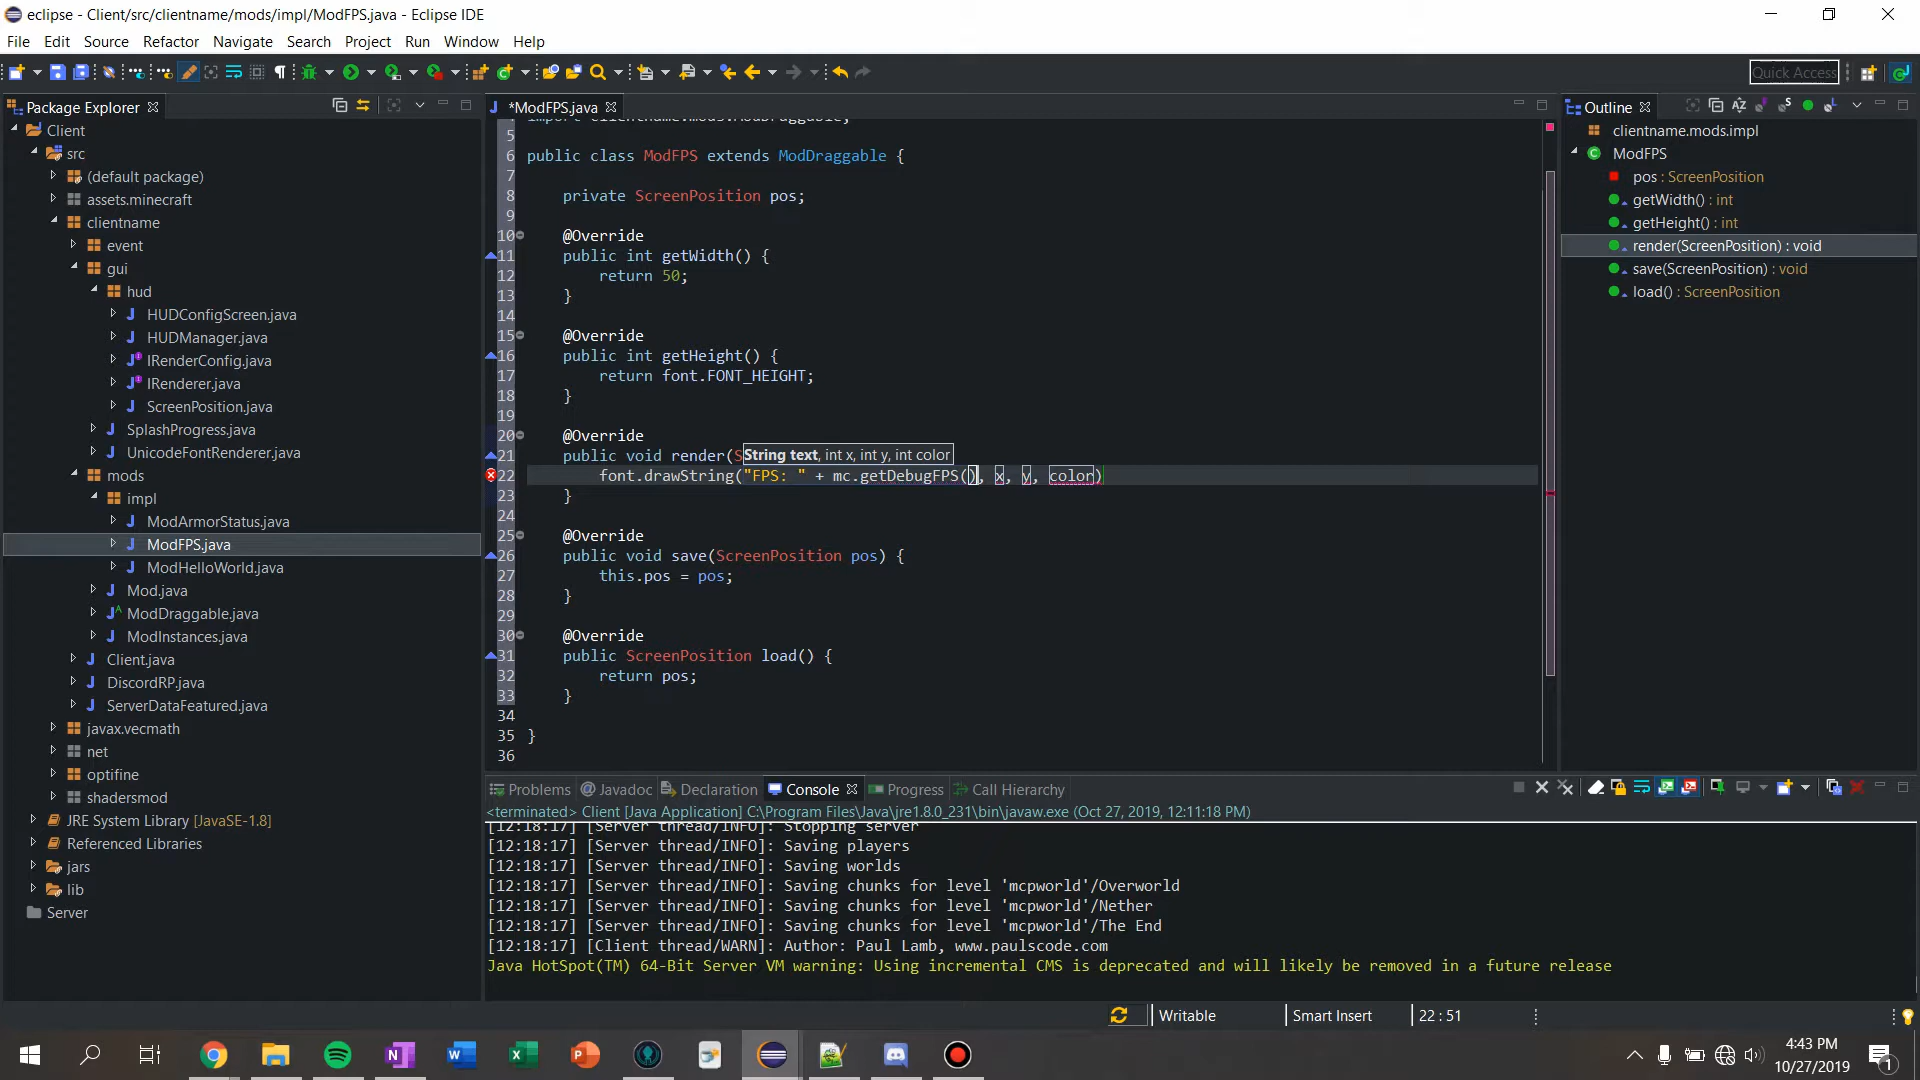 eclipse - Client/src/clientname/mods/impl/ModFPS.java - Eclipse IDE
File Edit Source Refactor Navigate Search Project Run Window Help
Quick Access
Package Explorer
Client
src
(default package)
assets.minecraft
clientname
event
gui
hud
HUDConfigScreen.java
HUDManager.java
IRenderConfig.java
IRenderer.java
ScreenPosition.java
SplashProgress.java
UnicodeFontRenderer.java
mods
impl
ModArmorStatus.java
ModFPS.java
ModHelloWorld.java
Mod.java
ModDraggable.java
ModInstances.java
Client.java
DiscordRP.java
ServerDataFeatured.java
javax.vecmath
net
optifine
shadersmod
JRE System Library [JavaSE-1.8]
Referenced Libraries
jars
lib
Server
*ModFPS.java
5
6 public class ModFPS extends ModDraggable {
7
8 private ScreenPosition pos;
9
10 @Override
11 public int getWidth() {
12 return 50;
13 }
14
15 @Override
16 public int getHeight() {
17 return font.FONT_HEIGHT;
18 }
19
20 @Override
21 public void render(S
String text, int x, int y, int color
22 font.drawString("FPS: " + mc.getDebugFPS(), x, y, color)
23 }
24
25 @Override
26 public void save(ScreenPosition pos) {
27 this.pos = pos;
28 }
29
30 @Override
31 public ScreenPosition load() {
32 return pos;
33 }
34
35 }
36
Outline
clientname.mods.impl
ModFPS
pos : ScreenPosition
getWidth() : int
getHeight() : int
render(ScreenPosition) : void
save(ScreenPosition) : void
load() : ScreenPosition
Problems @ Javadoc Declaration Console Progress Call Hierarchy
<terminated> Client [Java Application] C:\Program Files\Java\jre1.8.0_231\bin\javaw.exe (Oct 27, 2019, 12:11:18 PM)
[12:18:17] [Server thread/INFO]: Stopping server
[12:18:17] [Server thread/INFO]: Saving players
[12:18:17] [Server thread/INFO]: Saving worlds
[12:18:17] [Server thread/INFO]: Saving chunks for level 'mcpworld'/Overworld
[12:18:17] [Server thread/INFO]: Saving chunks for level 'mcpworld'/Nether
[12:18:17] [Server thread/INFO]: Saving chunks for level 'mcpworld'/The End
[12:18:17] [Client thread/WARN]: Author: Paul Lamb, www.paulscode.com
Java HotSpot(TM) 64-Bit Server VM warning: Using incremental CMS is deprecated and will likely be removed in a future release
Writable Smart Insert 22 : 51
4:43 PM
10/27/2019
1